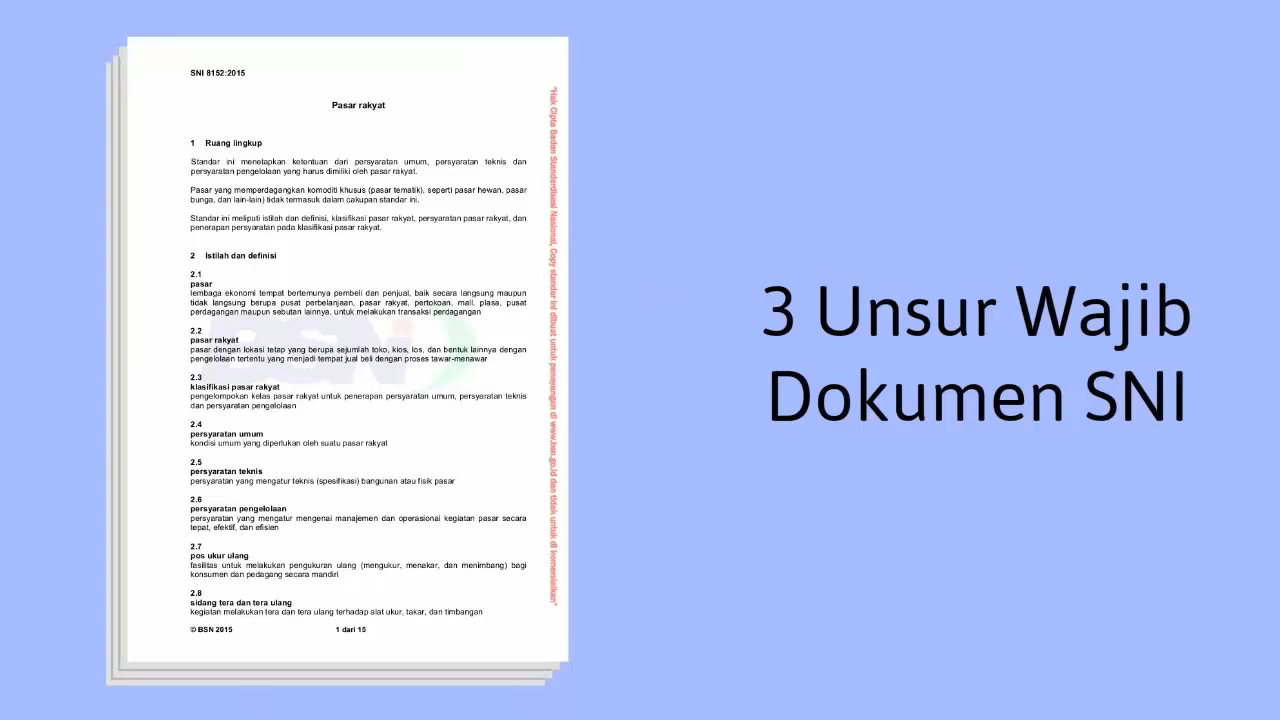 SNI 8152:2015
Pasar rakyat
1 Ruang lingkup
Standar ini menetapkan ketentuan dari persyaratan umum, persyaratan teknis dan
persyaratan pengelolaan yang harus dimiliki oleh pasar rakyat.
Pasar yang memperdagangkan komoditi khusus (pasar tematik), seperti pasar hewan, pasar
bunga, dan lain-lain) tidak termasuk dalam cakupan standar ini.
Standar ini meliputi istilah dan definisi, klasifikasi pasar rakyat, persyaratan pasar rakyat, dan
penerapan persyaratan pada klasifikasi pasar rakyat.
2 Istilah dan definisi
2.1
pasar
lembaga ekonomi tempat bertemunya pembeli dan penjual, baik secara langsung maupun
tidak langsung berupa pusat perbelanjaan, pasar rakyat, pertokoan, mall, plasa, pusat
perdagangan maupun sebutan lainnya, untuk melakukan transaksi perdagangan
2.2
pasar rakyat
pasar dengan lokasi tetap yang berupa sejumlah toko, kios, los, dan bentuk lainnya dengan
pengelolaan tertentu yang menjadi tempat jual beli dengan proses tawar-menawar
2.3
klasifikasi pasar rakyat
pengelompokan kelas pasar rakyat untuk penerapan persyaratan umum, persyaratan teknis
dan persyaratan pengelolaan
2.4
persyaratan umum
kondisi umum yang diperlukan oleh suatu pasar rakyat
2.5
persyaratan teknis
persyaratan yang mengatur teknis (spesifikasi) bangunan atau fisik pasar
2.6
persyaratan pengelolaan
persyaratan yang mengatur mengenai manajemen dan operasional kegiatan pasar secara
tepat, efektif, dan efisien
2.7
pos ukur ulang
fasilitas untuk melakukan pengukuran ulang (mengukur, menakar, dan menimbang) bagi
konsumen dan pedagang secara mandiri
2.8
sidang tera dan tera ulang
kegiatan melakukan tera dan tera ulang terhadap alat ukur, takar, dan timbangan
© BSN 2015 1 dari 15
3 Unsur Wajib
Dokumen SNI